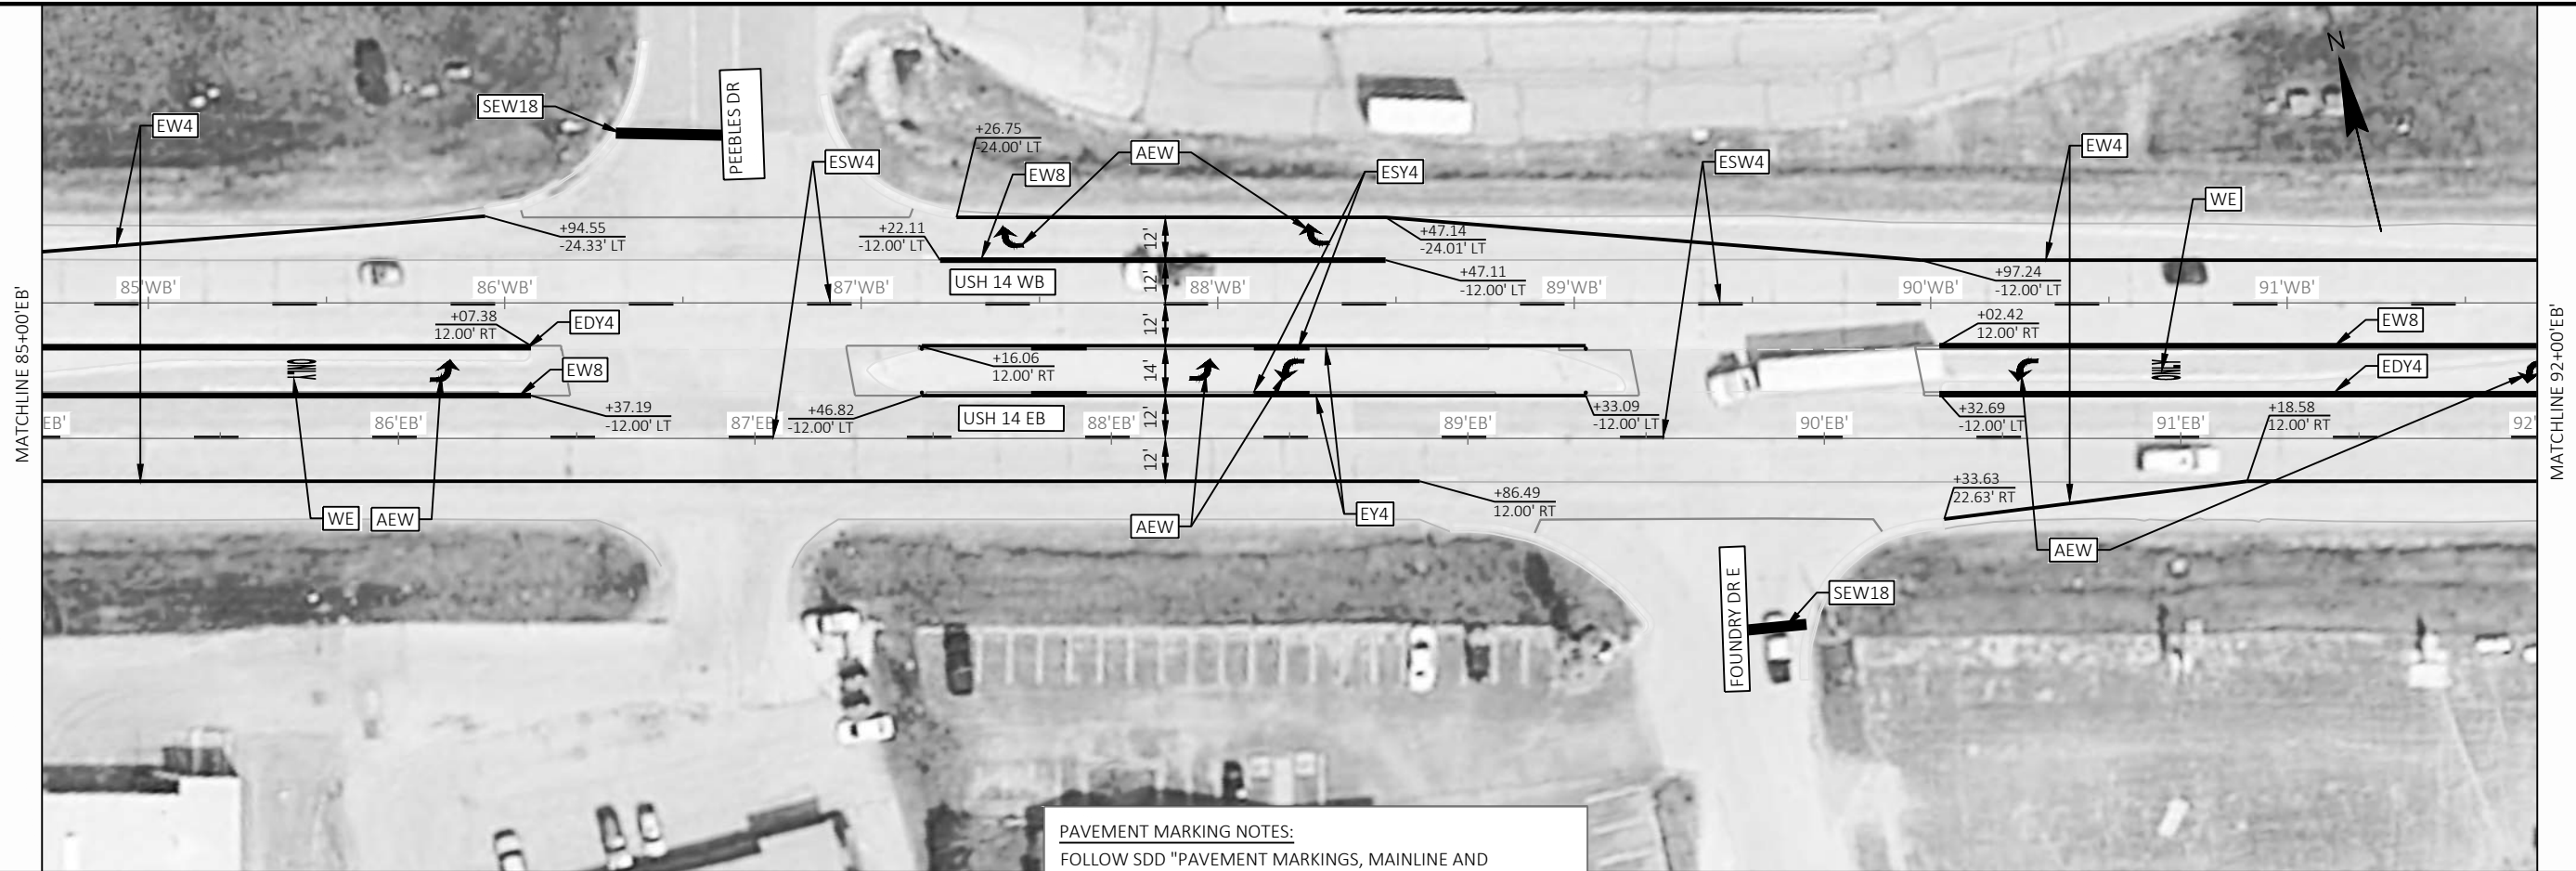 N
SEW18
PEEBLES DR
EW4
+26.75
-24.00' LT
AEW
EW4
ESW4
EW8
ESY4
ESW4
WE
+94.55
-24.33' LT
+22.11
-12.00' LT
12'
+47.14
-24.01' LT
+47.11
-12.00' LT
+97.24
-12.00' LT
USH 14 WB
12'
85'WB'
86'WB'
87'WB'
88'WB'
89'WB'
90'WB'
91'WB'
MATCHLINE 85+00'EB'
MATCHLINE 92+00'EB'
+07.38
12.00' RT
EDY4
12'
+02.42
12.00' RT
EW8
+16.06
12.00' RT
14'
EW8
EDY4
+37.19
-12.00' LT
+46.82
-12.00' LT
USH 14 EB
12'
+33.09
-12.00' LT
+32.69
-12.00' LT
+18.58
12.00' RT
EB'
86'EB'
87'EB
88'EB'
89'EB'
90'EB'
91'EB'
92'
12'
+86.49
12.00' RT
+33.63
22.63' RT
WE
AEW
AEW
EY4
AEW
FOUNDRY DR E
SEW18
PAVEMENT MARKING NOTES:
FOLLOW SDD "PAVEMENT MARKINGS, MAINLINE AND